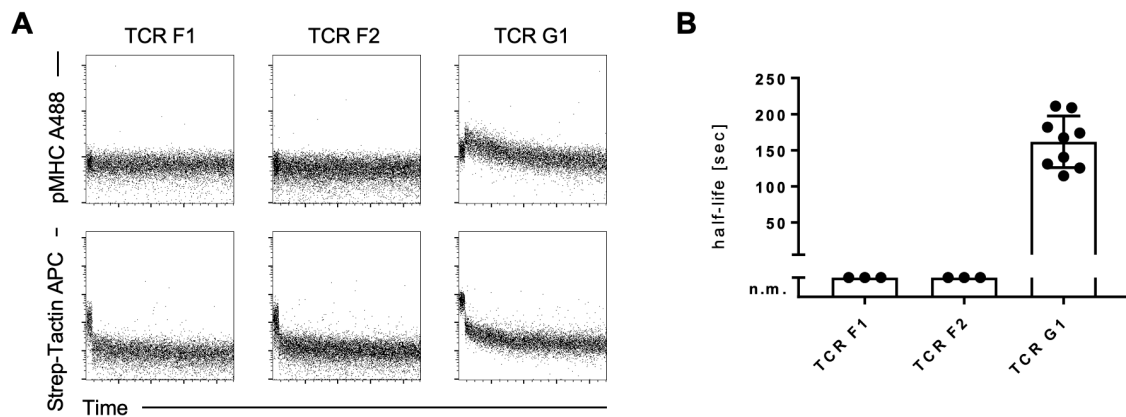 A
TCR F1
TCR F2
TCR G1
pMHC A488
Strep-Tactin APC
Time
B
half-life [sec]
250
200
150
100
50
n.m.
TCR F1
TCR F2
TCR G1